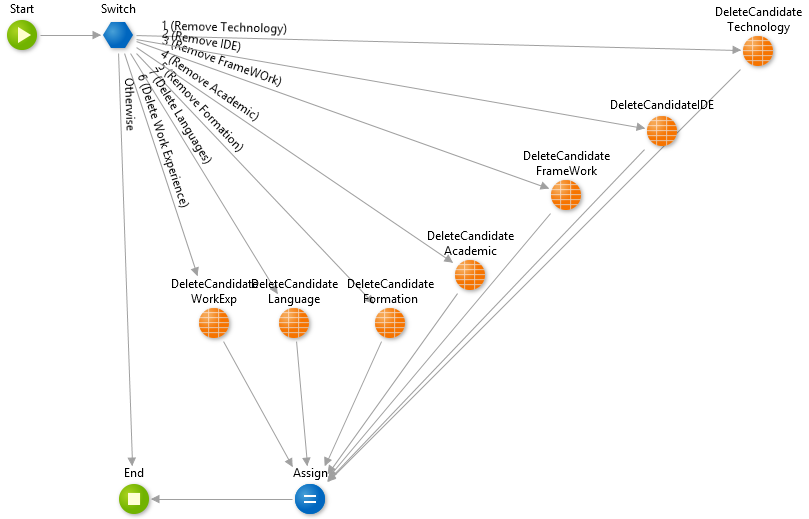 Start
Switch
DeleteCandidate
Technology
1 (Remove Technology)
2 (Remove IDE)
3 (Remove FrameWOrk)
4 (Remove Academic)
5 (Remove Formation)
7 (Delete Languages)
6 (Delete Work Experience)
Otherwise
DeleteCandidateIDE
DeleteCandidate
FrameWork
DeleteCandidate
Academic
DeleteCandidate
WorkExp
DeleteCandidate
Language
DeleteCandidate
Formation
End
Assign